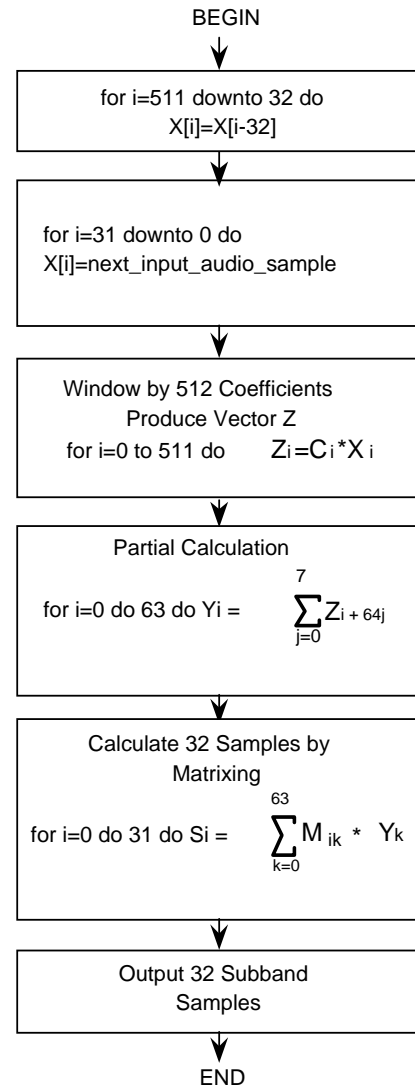 BEGIN
for i=511 downto 32 do
X[i]=X[i-32]
for i=31 downto 0 do
X[i]=next_input_audio_sample
Window by 512 Coefficients
Produce Vector Z
for i=0 to 511 do Zi=Ci*Xi
Partial Calculation
7
for i=0 do 63 do Yi = ∑ Zi + 64j
j=0
Calculate 32 Samples by
Matrixing
63
for i=0 do 31 do Si = ∑ Mik * Yk
k=0
Output 32 Subband
Samples
END